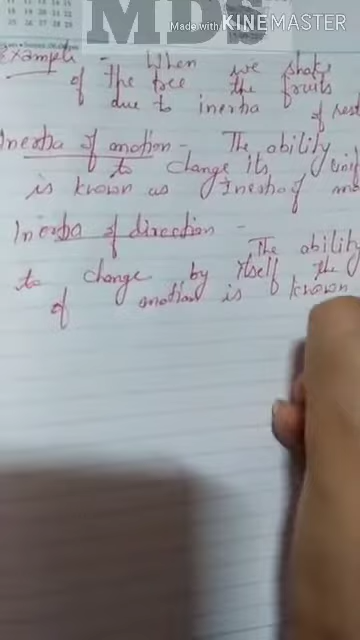 MDS
Made with KINEMASTER
Example - When we shake
of the tree the fruits
due to inertia of rest
Inertia of motion - The ability
to change its
is known as Inertia of mo
Inertia of direction -
The ability
to change by itself the
of motion is known